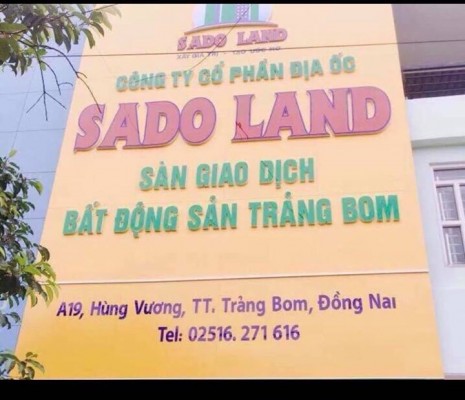 SADO LAND
CÔNG TY CỔ PHẦN ĐỊA ỐC
SADO LAND
SÀN GIAO DỊCH
BẤT ĐỘNG SẢN TRẢNG BOM
A19, Hùng Vương, TT. Trảng Bom, Đồng Nai
Tel: 02516. 271 616